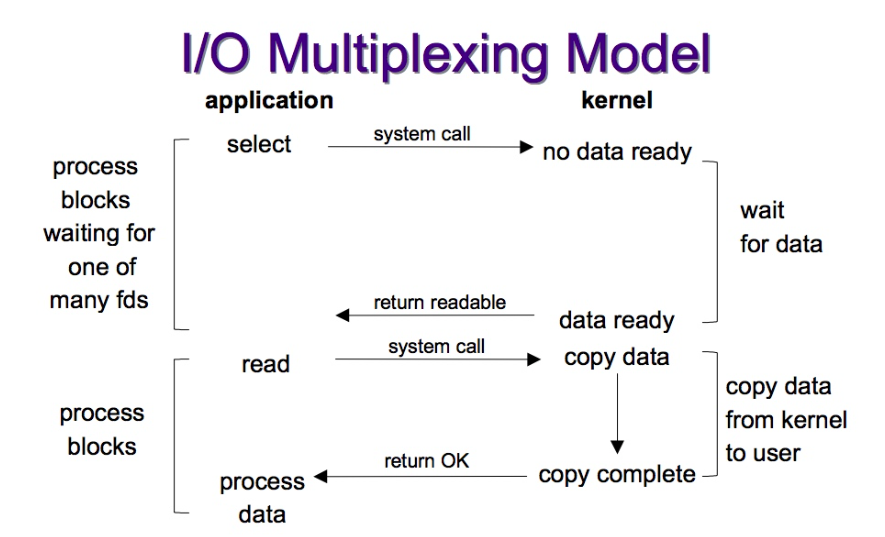 I/O Multiplexing Model
application
kernel
select
system call
no data ready
process
blocks
waiting for
one of
many fds
wait
for data
return readable
data ready
read
system call
copy data
process
blocks
copy data
from kernel
to user
return OK
copy complete
process
data